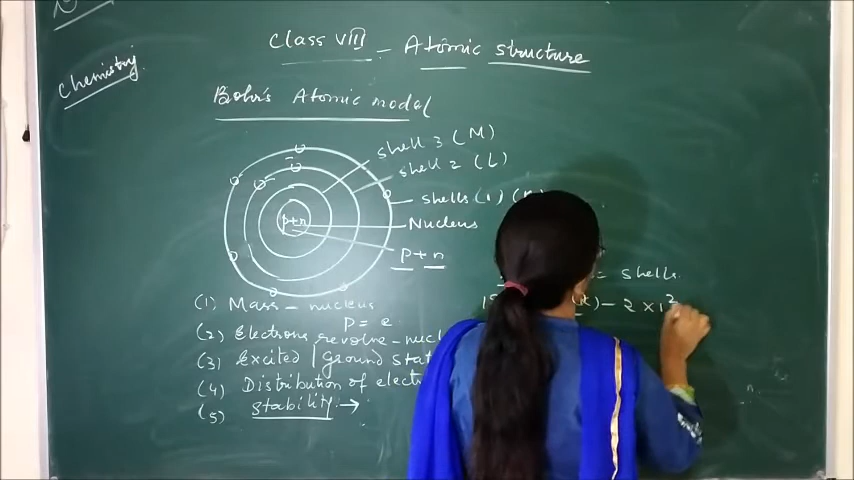 Class VIII - Atomic structure
Chemistry
Bohr's Atomic model
shell 3 (M)
shell 2 (L)
shells (1)
Nucleus
p+n
p + n
= shells
(K) - 2 × 1²
(1) Mass - nucleus
p = e
(2) Electrons revolve - nucl
(3) Excited / Ground stat
(4) Distribution of electr
(5) stability →